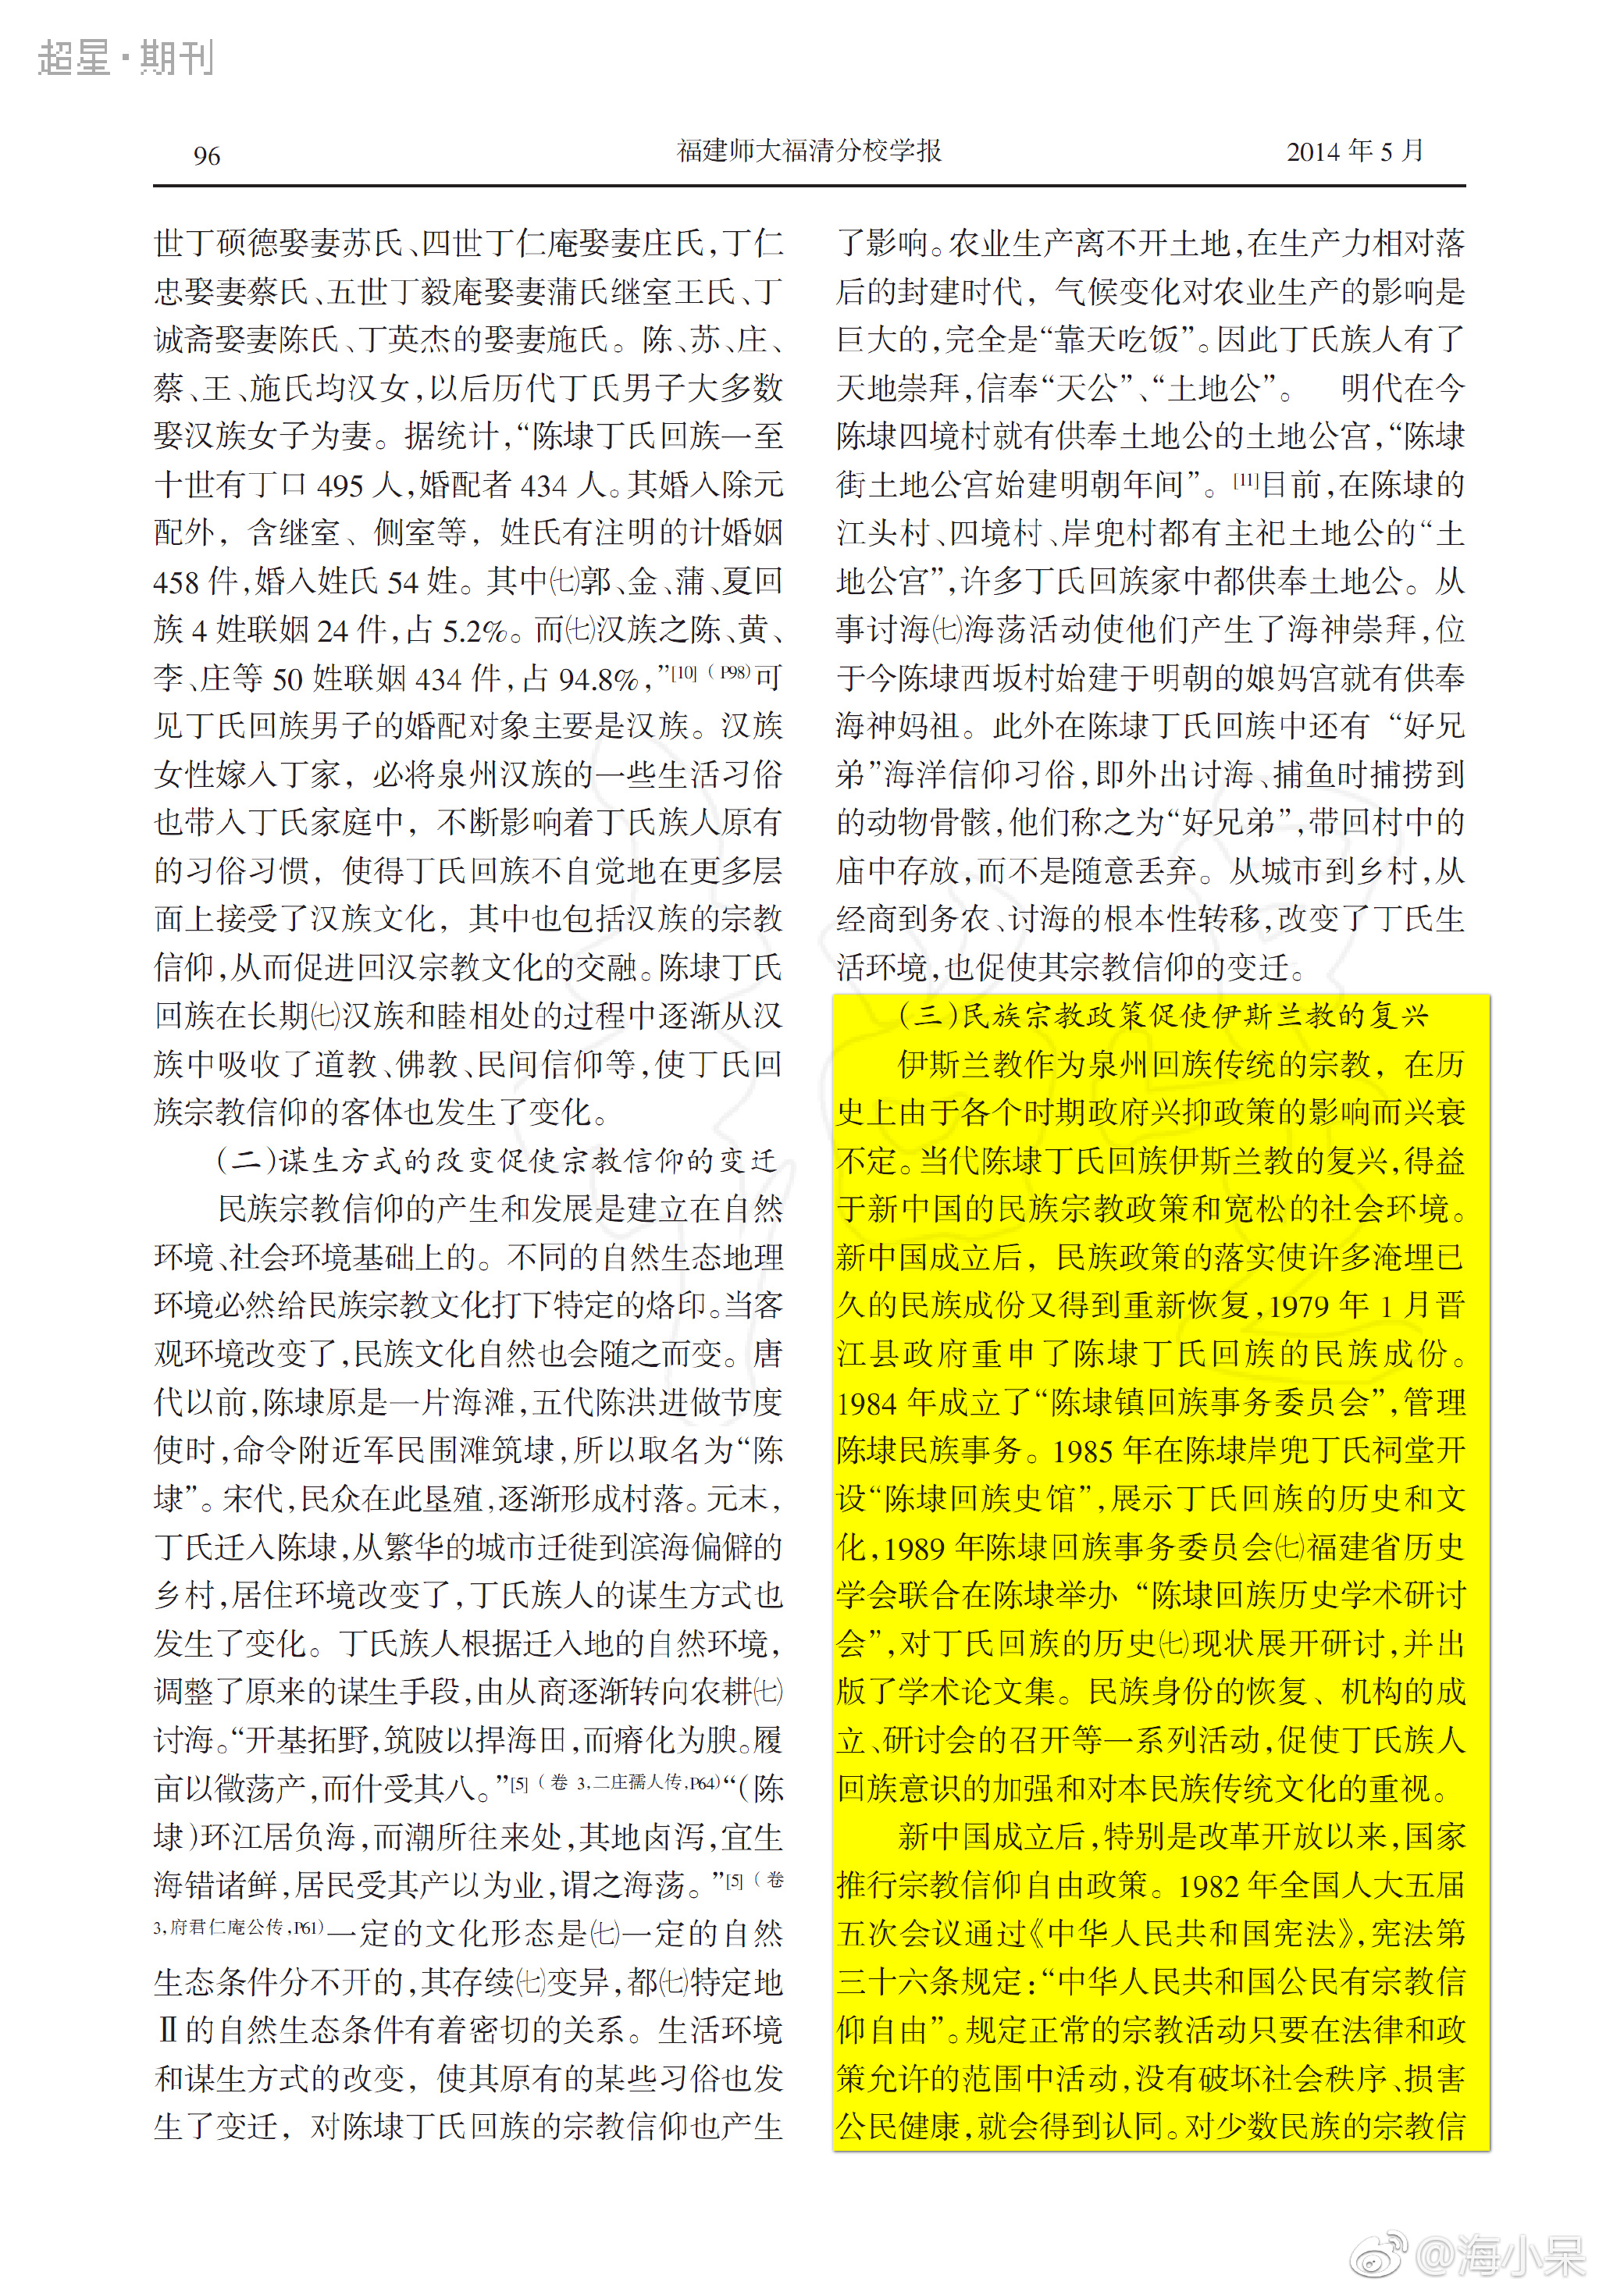 超星·期刊
96
福建师大福清分校学报
2014 年 5 月
世丁硕德娶妻苏氏、四世丁仁庵娶妻庄氏,丁仁
忠娶妻蔡氏、五世丁毅庵娶妻蒲氏继室王氏、丁
诚斋娶妻陈氏、丁英杰的娶妻施氏。陈、苏、庄、
蔡、王、施氏均汉女,以后历代丁氏男子大多数
娶汉族女子为妻。据统计,“陈埭丁氏回族一至
十世有丁口 495 人,婚配者 434 人。其婚入除元
配外,含继室、侧室等,姓氏有注明的计婚姻
458 件,婚入姓氏 54 姓。其中㈦郭、金、蒲、夏回
族 4 姓联姻 24 件,占 5.2%。而㈦汉族之陈、黄、
李、庄等 50 姓联姻 434 件,占 94.8%,”[10](P98)可
见丁氏回族男子的婚配对象主要是汉族。汉族
女性嫁入丁家,必将泉州汉族的一些生活习俗
也带入丁氏家庭中,不断影响着丁氏族人原有
的习俗习惯,使得丁氏回族不自觉地在更多层
面上接受了汉族文化,其中也包括汉族的宗教
信仰,从而促进回汉宗教文化的交融。陈埭丁氏
回族在长期㈦汉族和睦相处的过程中逐渐从汉
族中吸收了道教、佛教、民间信仰等,使丁氏回
族宗教信仰的客体也发生了变化。
(二)谋生方式的改变促使宗教信仰的变迁
民族宗教信仰的产生和发展是建立在自然
环境、社会环境基础上的。不同的自然生态地理
环境必然给民族宗教文化打下特定的烙印。当客
观环境改变了,民族文化自然也会随之而变。唐
代以前,陈埭原是一片海滩,五代陈洪进做节度
使时,命令附近军民围滩筑埭,所以取名为“陈
埭”。宋代,民众在此垦殖,逐渐形成村落。元末,
丁氏迁入陈埭,从繁华的城市迁徙到滨海偏僻的
乡村,居住环境改变了,丁氏族人的谋生方式也
发生了变化。丁氏族人根据迁入地的自然环境,
调整了原来的谋生手段,由从商逐渐转向农耕㈦
讨海。“开基拓野,筑陂以捍海田,而瘠化为腴。履
亩以徵荡产,而什受其八。”[5](卷 3,二庄孺人传,P64)“(陈
埭)环江居负海,而潮所往来处,其地卤泻,宜生
海错诸鲜,居民受其产以为业,谓之海荡。”[5](卷
3,府君仁庵公传,P61)一定的文化形态是㈦一定的自然
生态条件分不开的,其存续㈦变异,都㈦特定地
Ⅱ的自然生态条件有着密切的关系。生活环境
和谋生方式的改变,使其原有的某些习俗也发
生了变迁,对陈埭丁氏回族的宗教信仰也产生
了影响。农业生产离不开土地,在生产力相对落
后的封建时代,气候变化对农业生产的影响是
巨大的,完全是“靠天吃饭”。因此丁氏族人有了
天地崇拜,信奉“天公”、“土地公”。 明代在今
陈埭四境村就有供奉土地公的土地公宫,“陈埭
街土地公宫始建明朝年间”。[11]目前,在陈埭的
江头村、四境村、岸兜村都有主祀土地公的“土
地公宫”,许多丁氏回族家中都供奉土地公。从
事讨海㈦海荡活动使他们产生了海神崇拜,位
于今陈埭西坂村始建于明朝的娘妈宫就有供奉
海神妈祖。此外在陈埭丁氏回族中还有“好兄
弟”海洋信仰习俗,即外出讨海、捕鱼时捕捞到
的动物骨骸,他们称之为“好兄弟”,带回村中的
庙中存放,而不是随意丢弃。从城市到乡村,从
经商到务农、讨海的根本性转移,改变了丁氏生
活环境,也促使其宗教信仰的变迁。
(三)民族宗教政策促使伊斯兰教的复兴
伊斯兰教作为泉州回族传统的宗教,在历
史上由于各个时期政府兴抑政策的影响而兴衰
不定。当代陈埭丁氏回族伊斯兰教的复兴,得益
于新中国的民族宗教政策和宽松的社会环境。
新中国成立后,民族政策的落实使许多淹埋已
久的民族成份又得到重新恢复,1979 年 1 月晋
江县政府重申了陈埭丁氏回族的民族成份。
1984 年成立了“陈埭镇回族事务委员会”,管理
陈埭民族事务。1985 年在陈埭岸兜丁氏祠堂开
设“陈埭回族史馆”,展示丁氏回族的历史和文
化,1989 年陈埭回族事务委员会㈦福建省历史
学会联合在陈埭举办“陈埭回族历史学术研讨
会”,对丁氏回族的历史㈦现状展开研讨,并出
版了学术论文集。民族身份的恢复、机构的成
立、研讨会的召开等一系列活动,促使丁氏族人
回族意识的加强和对本民族传统文化的重视。
新中国成立后,特别是改革开放以来,国家
推行宗教信仰自由政策。1982 年全国人大五届
五次会议通过《中华人民共和国宪法》,宪法第
三十六条规定:“中华人民共和国公民有宗教信
仰自由”。规定正常的宗教活动只要在法律和政
策允许的范围中活动,没有破坏社会秩序、损害
公民健康,就会得到认同。对少数民族的宗教信
@海小呆